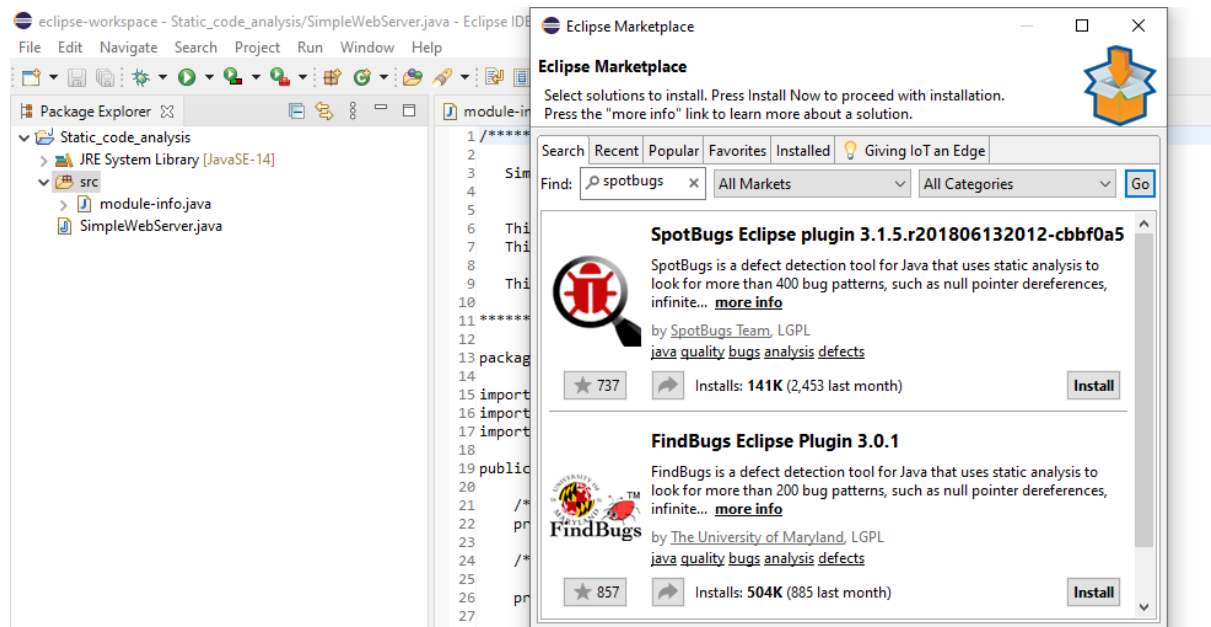 eclipse-workspace - Static_code_analysis/SimpleWebServer.java - Eclipse IDE
File Edit Navigate Search Project Run Window Help
Package Explorer
Static_code_analysis
JRE System Library [JavaSE-14]
src
module-info.java
SimpleWebServer.java
module-in
1 /*****
2
3 Sim
4
5
6 Thi
7 Thi
8
9 Thi
10
11 *******
12
13 packag
14
15 import
16 import
17 import
18
19 public
20
21 /*
22 pr
23
24 /*
25
26 pr
27
Eclipse Marketplace
Eclipse Marketplace
Select solutions to install. Press Install Now to proceed with installation.
Press the "more info" link to learn more about a solution.
Search Recent Popular Favorites Installed Giving IoT an Edge
Find: spotbugs All Markets All Categories Go
SpotBugs Eclipse plugin 3.1.5.r201806132012-cbbf0a5
SpotBugs is a defect detection tool for Java that uses static analysis to
look for more than 400 bug patterns, such as null pointer dereferences,
infinite... more info
by SpotBugs Team, LGPL
java quality bugs analysis defects
737 Installs: 141K (2,453 last month) Install
FindBugs Eclipse Plugin 3.0.1
FindBugs is a defect detection tool for Java that uses static analysis to
look for more than 200 bug patterns, such as null pointer dereferences,
infinite... more info
UNIVERSITY OF
MARYLAND
TM
FindBugs
by The University of Maryland, LGPL
java quality bugs analysis defects
857 Installs: 504K (885 last month) Install